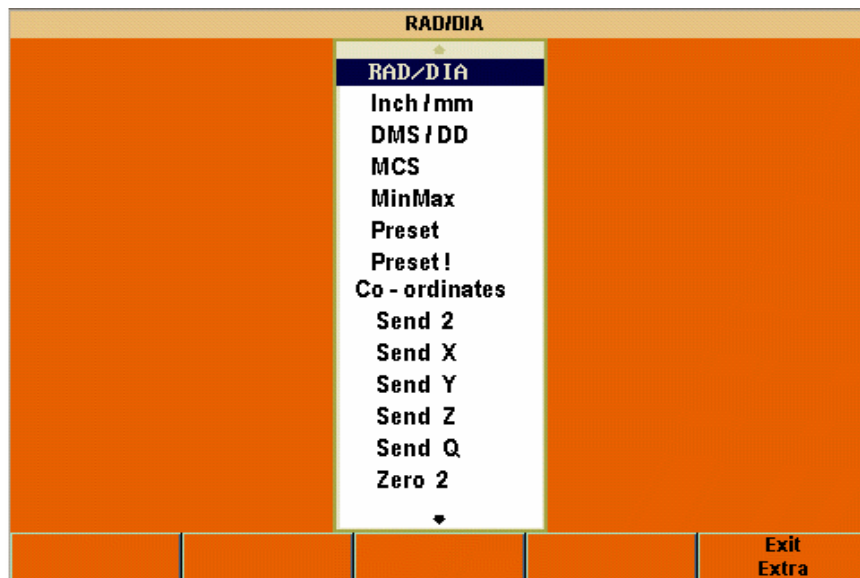 RAD/DIA
RAD/DIA
Inch / mm
DMS / DD
MCS
MinMax
Preset
Preset !
Co - ordinates
Send 2
Send X
Send Y
Send Z
Send Q
Zero 2
Exit
Extra